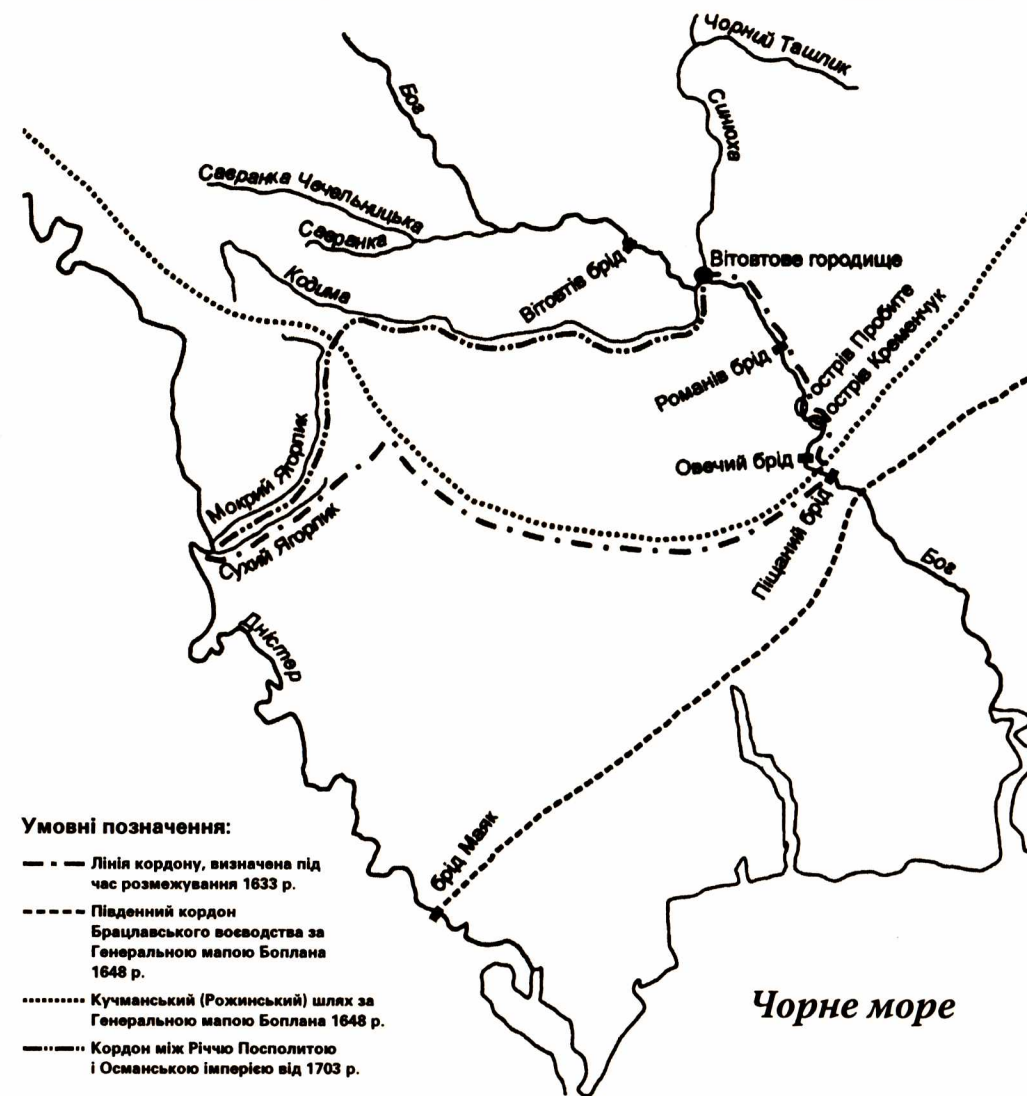 Чорний Ташлик
Бог
Синюха
Савранка Чечельницька
Савранка
Кодима
Вітовтів брід
Вітовтове городище
Романів брід
острів Пробите
острів Кременчук
Овечий брід
Піщаний брід
Мокрий Ягорлик
Сухий Ягорлик
Бог
Дністер
брід Маяк
Чорне море
Умовні позначення:
Лінія кордону, визначена під
час розмежування 1633 р.
Південний кордон
Брацлавського воєводства за
Генеральною мапою Боплана
1648 р.
Кучманський (Рожинський) шлях за
Генеральною мапою Боплана 1648 р.
Кордон між Річчю Посполитою
і Османською імперією від 1703 р.